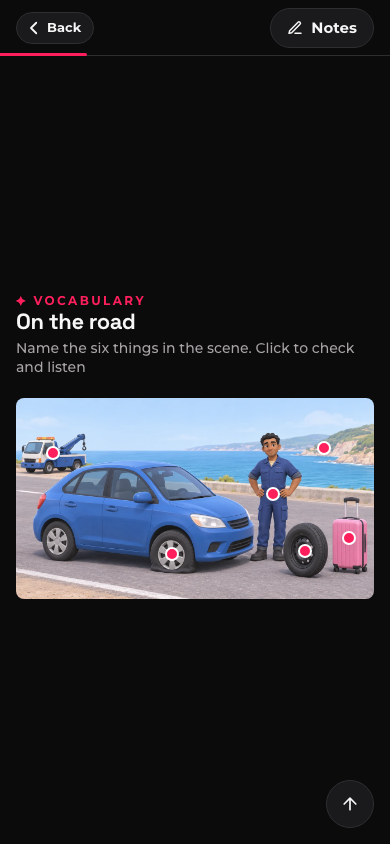 Back
Notes
VOCABULARY
On the road
Name the six things in the scene. Click to check
and listen